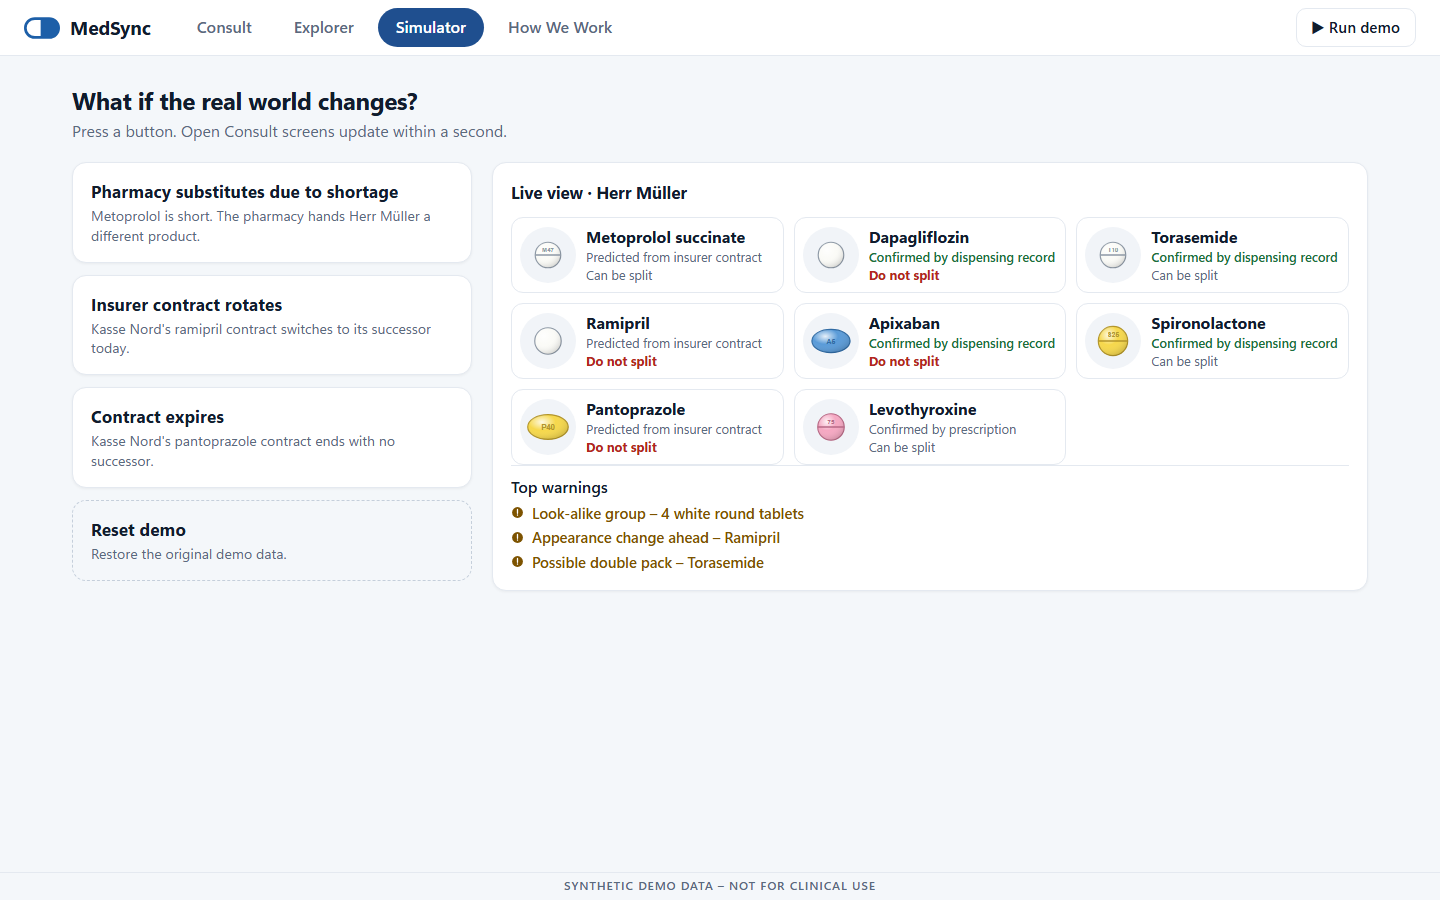 MedSync
Consult
Explorer
Simulator
How We Work
▶ Run demo
What if the real world changes?
Press a button. Open Consult screens update within a second.
Pharmacy substitutes due to shortage
Metoprolol is short. The pharmacy hands Herr Müller a
different product.
Insurer contract rotates
Kasse Nord's ramipril contract switches to its successor
today.
Contract expires
Kasse Nord's pantoprazole contract ends with no
successor.
Reset demo
Restore the original demo data.
Live view · Herr Müller
M47
Metoprolol succinate
Predicted from insurer contract
Can be split
Dapagliflozin
Confirmed by dispensing record
Do not split
Torasemide
Confirmed by dispensing record
Can be split
Ramipril
Predicted from insurer contract
Do not split
Apixaban
Confirmed by dispensing record
Do not split
Spironolactone
Confirmed by dispensing record
Can be split
P40
Pantoprazole
Predicted from insurer contract
Do not split
75
Levothyroxine
Confirmed by prescription
Can be split
Top warnings
Look-alike group – 4 white round tablets
Appearance change ahead – Ramipril
Possible double pack – Torasemide
SYNTHETIC DEMO DATA – NOT FOR CLINICAL USE